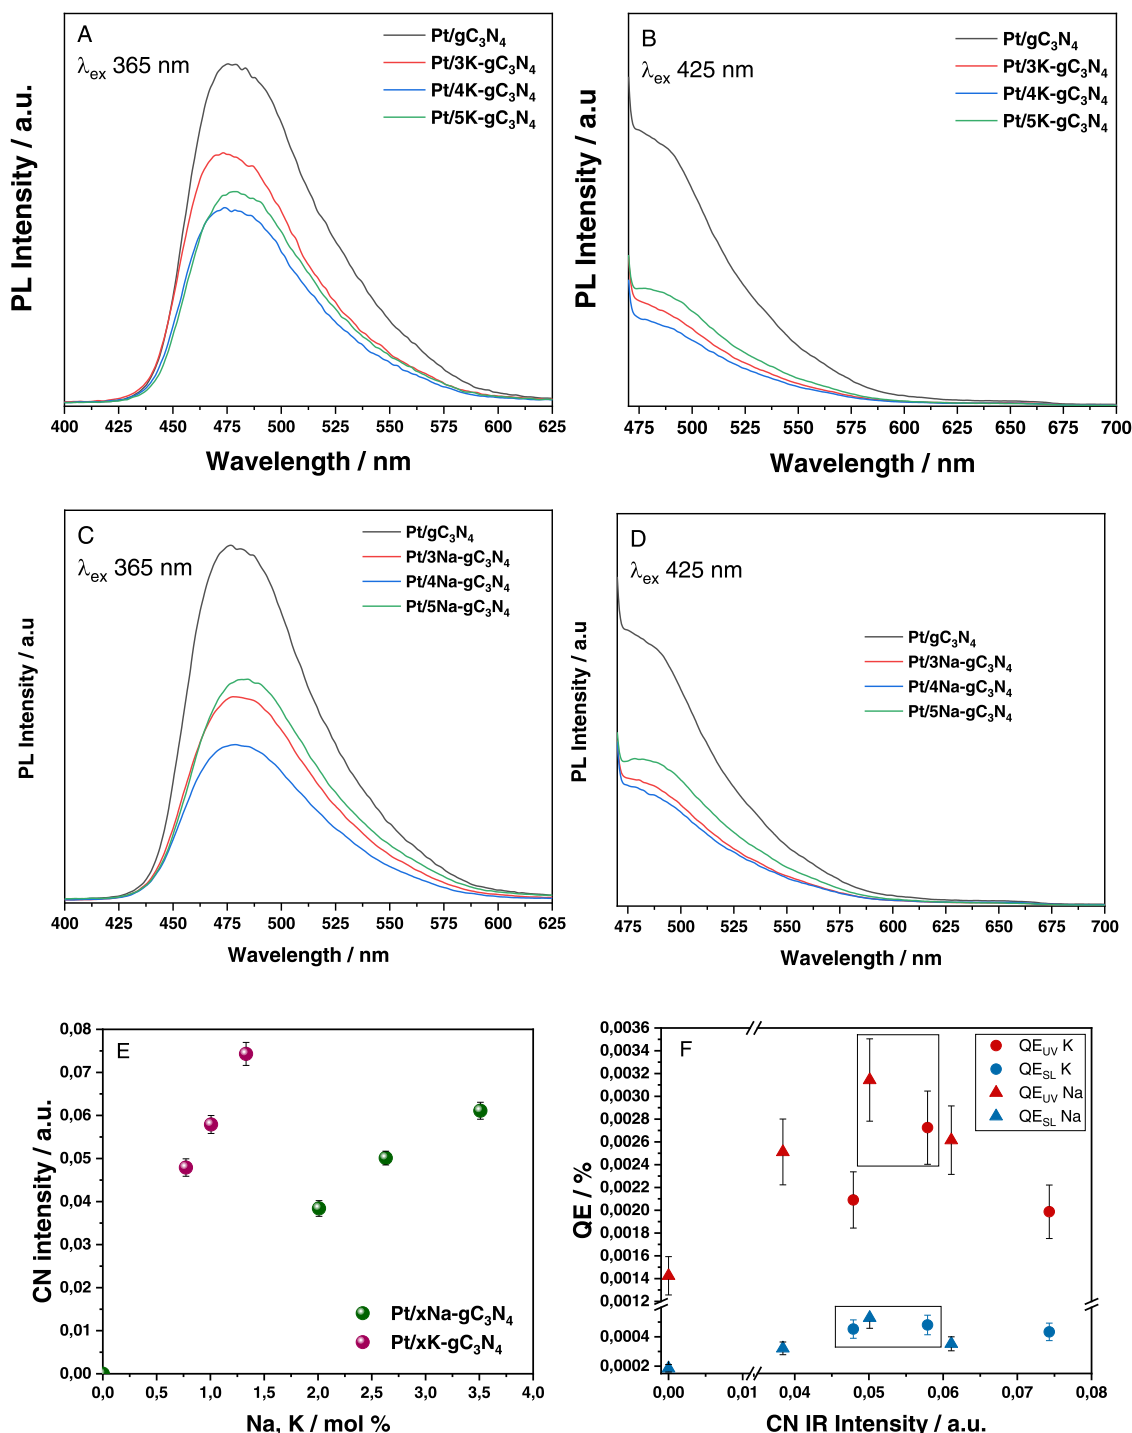 A
λex 365 nm
Pt/gC3N4
Pt/3K-gC3N4
Pt/4K-gC3N4
Pt/5K-gC3N4
PL Intensity / a.u.
400 425 450 475 500 525 550 575 600 625
Wavelength / nm
B
λex 425 nm
Pt/gC3N4
Pt/3K-gC3N4
Pt/4K-gC3N4
Pt/5K-gC3N4
PL Intensity / a.u
475 500 525 550 575 600 625 650 675 700
Wavelength / nm
C
λex 365 nm
Pt/gC3N4
Pt/3Na-gC3N4
Pt/4Na-gC3N4
Pt/5Na-gC3N4
PL Intensity / a.u
400 425 450 475 500 525 550 575 600 625
Wavelength / nm
D
λex 425 nm
Pt/gC3N4
Pt/3Na-gC3N4
Pt/4Na-gC3N4
Pt/5Na-gC3N4
PL Intensity / a.u
475 500 525 550 575 600 625 650 675 700
Wavelength / nm
E
0,08
0,07
0,06
0,05
0,04
0,03
0,02
0,01
0,00
CN intensity / a.u.
Pt/xNa-gC3N4
Pt/xK-gC3N4
0,0 0,5 1,0 1,5 2,0 2,5 3,0 3,5 4,0
Na, K / mol %
F
0,0036
0,0034
0,0032
0,0030
0,0028
0,0026
0,0024
0,0022
0,0020
0,0018
0,0016
0,0014
0,0012
0,0004
0,0002
QE / %
QEUV K
QESL K
QEUV Na
QESL Na
0,00 0,01 0,04 0,05 0,06 0,07 0,08
CN IR Intensity / a.u.